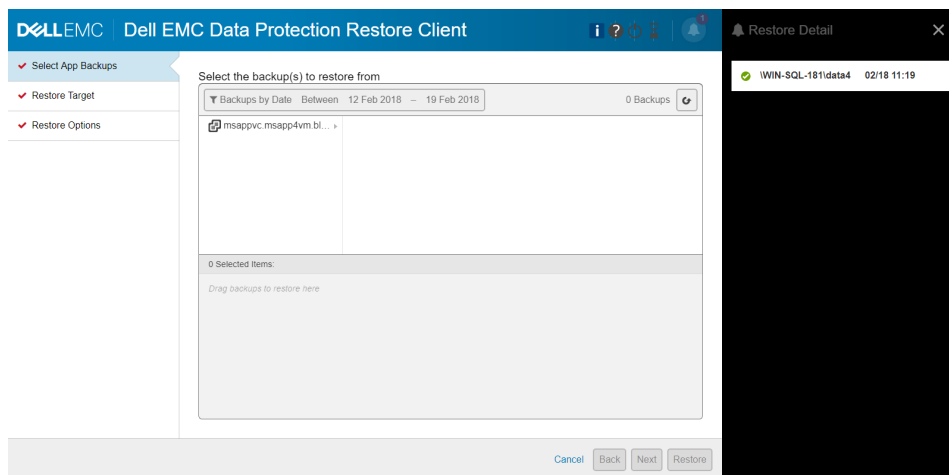 DELLEMC Dell EMC Data Protection Restore Client
1
Restore Detail
Select App Backups
Restore Target
Restore Options
Select the backup(s) to restore from
Backups by Date Between 12 Feb 2018 – 19 Feb 2018
0 Backups
msappvc.msapp4vm.bl...
0 Selected Items:
Drag backups to restore here
Cancel Back Next Restore
\WIN-SQL-181\data4 02/18 11:19